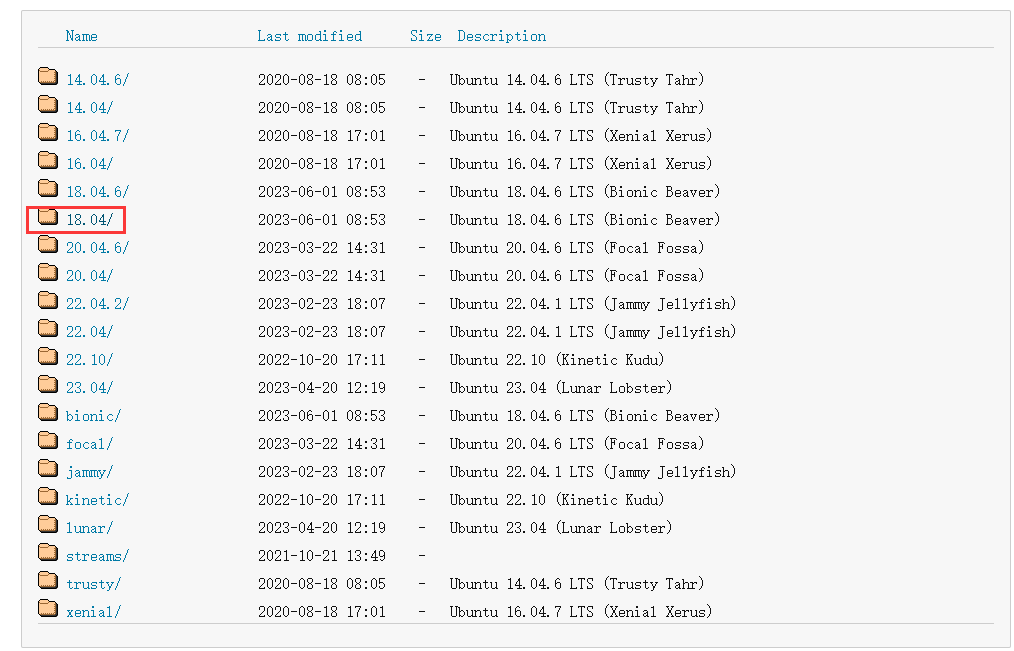 Name Last modified Size Description
14.04.6/ 2020-08-18 08:05 - Ubuntu 14.04.6 LTS (Trusty Tahr)
14.04/ 2020-08-18 08:05 - Ubuntu 14.04.6 LTS (Trusty Tahr)
16.04.7/ 2020-08-18 17:01 - Ubuntu 16.04.7 LTS (Xenial Xerus)
16.04/ 2020-08-18 17:01 - Ubuntu 16.04.7 LTS (Xenial Xerus)
18.04.6/ 2023-06-01 08:53 - Ubuntu 18.04.6 LTS (Bionic Beaver)
18.04/ 2023-06-01 08:53 - Ubuntu 18.04.6 LTS (Bionic Beaver)
20.04.6/ 2023-03-22 14:31 - Ubuntu 20.04.6 LTS (Focal Fossa)
20.04/ 2023-03-22 14:31 - Ubuntu 20.04.6 LTS (Focal Fossa)
22.04.2/ 2023-02-23 18:07 - Ubuntu 22.04.1 LTS (Jammy Jellyfish)
22.04/ 2023-02-23 18:07 - Ubuntu 22.04.1 LTS (Jammy Jellyfish)
22.10/ 2022-10-20 17:11 - Ubuntu 22.10 (Kinetic Kudu)
23.04/ 2023-04-20 12:19 - Ubuntu 23.04 (Lunar Lobster)
bionic/ 2023-06-01 08:53 - Ubuntu 18.04.6 LTS (Bionic Beaver)
focal/ 2023-03-22 14:31 - Ubuntu 20.04.6 LTS (Focal Fossa)
jammy/ 2023-02-23 18:07 - Ubuntu 22.04.1 LTS (Jammy Jellyfish)
kinetic/ 2022-10-20 17:11 - Ubuntu 22.10 (Kinetic Kudu)
lunar/ 2023-04-20 12:19 - Ubuntu 23.04 (Lunar Lobster)
streams/ 2021-10-21 13:49 -
trusty/ 2020-08-18 08:05 - Ubuntu 14.04.6 LTS (Trusty Tahr)
xenial/ 2020-08-18 17:01 - Ubuntu 16.04.7 LTS (Xenial Xerus)